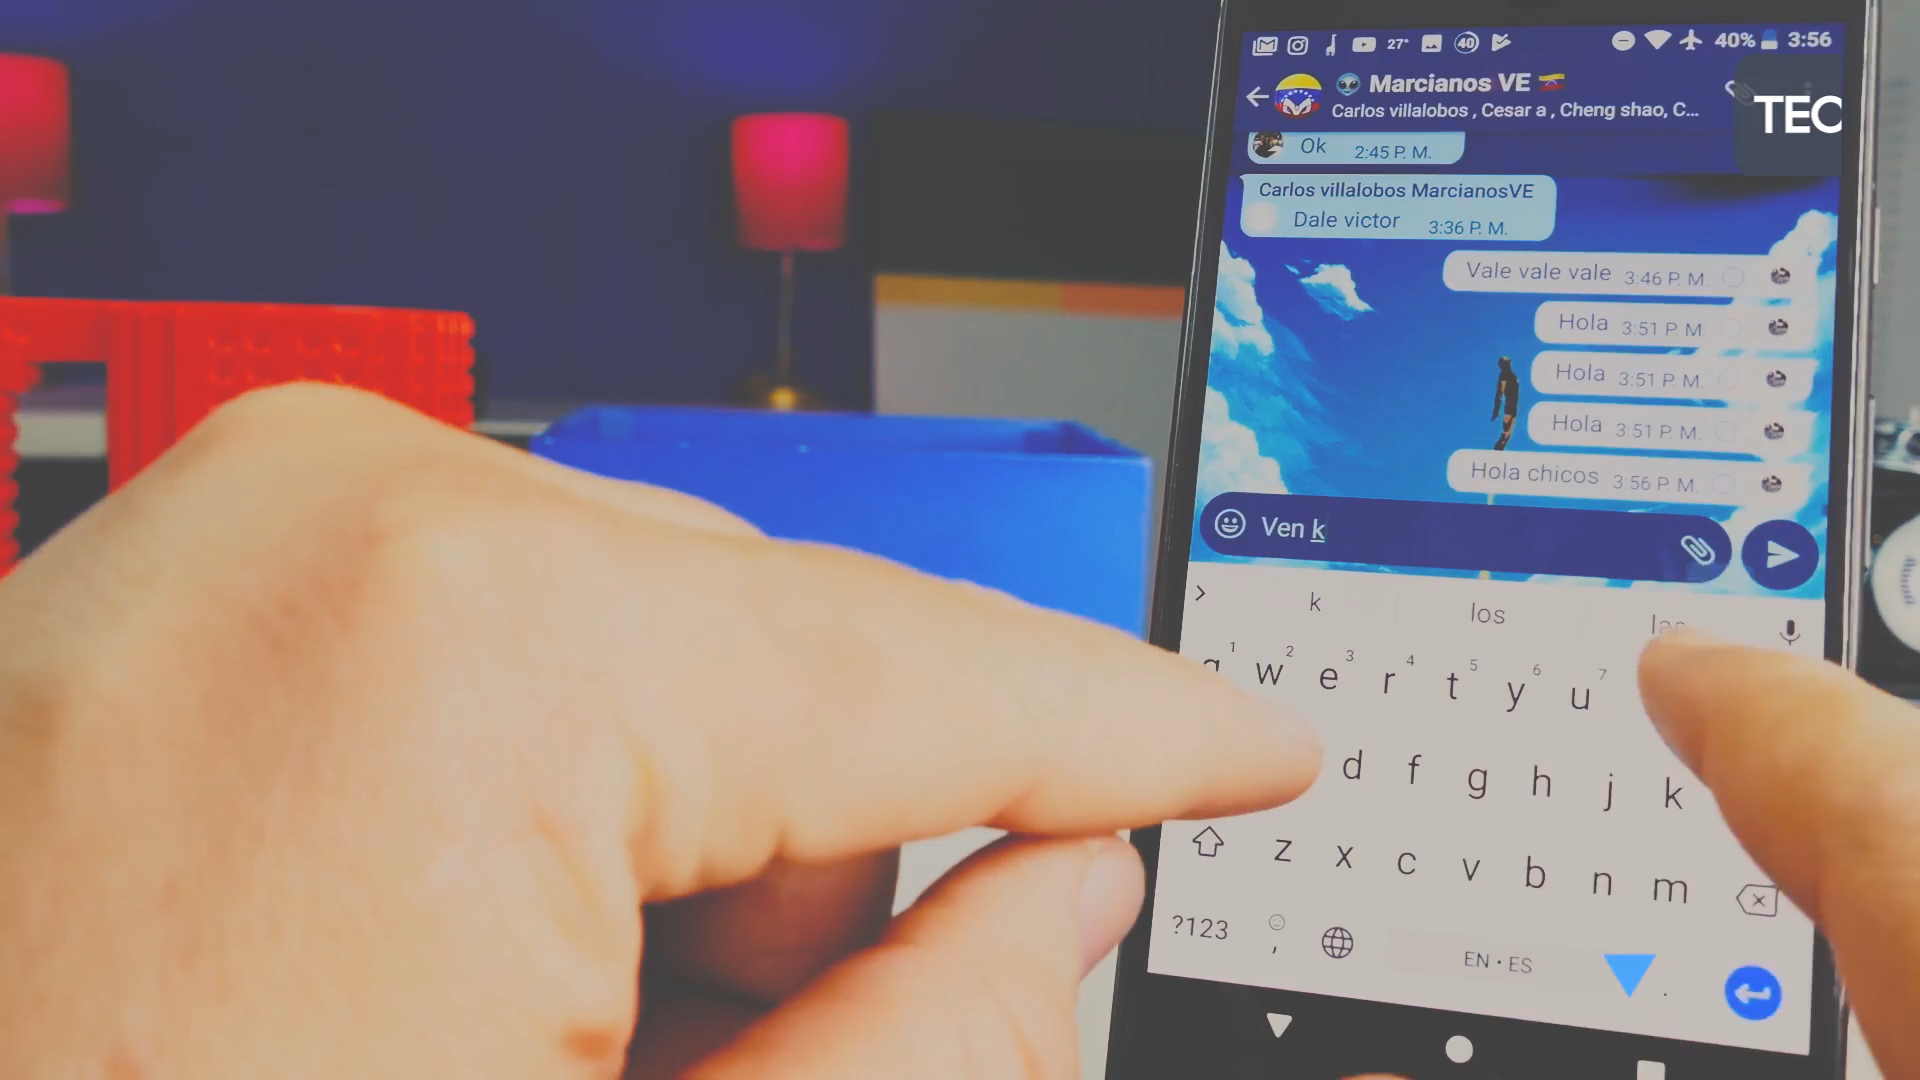 27° 40 40% 3:56
Marcianos VE
Carlos villalobos , Cesar a , Cheng shao, C...
TEC
Ok 2:45 P. M.
Carlos villalobos MarcianosVE
Dale victor 3:36 P. M.
Vale vale vale 3:46 P. M.
Hola 3:51 P. M.
Hola 3:51 P. M.
Hola 3:51 P. M.
Hola chicos 3:56 P. M.
Ven k
k los las
q 1 w 2 e 3 r 4 t 5 y 6 u 7
d f g h j k
z x c v b n m
?123 , EN • ES .